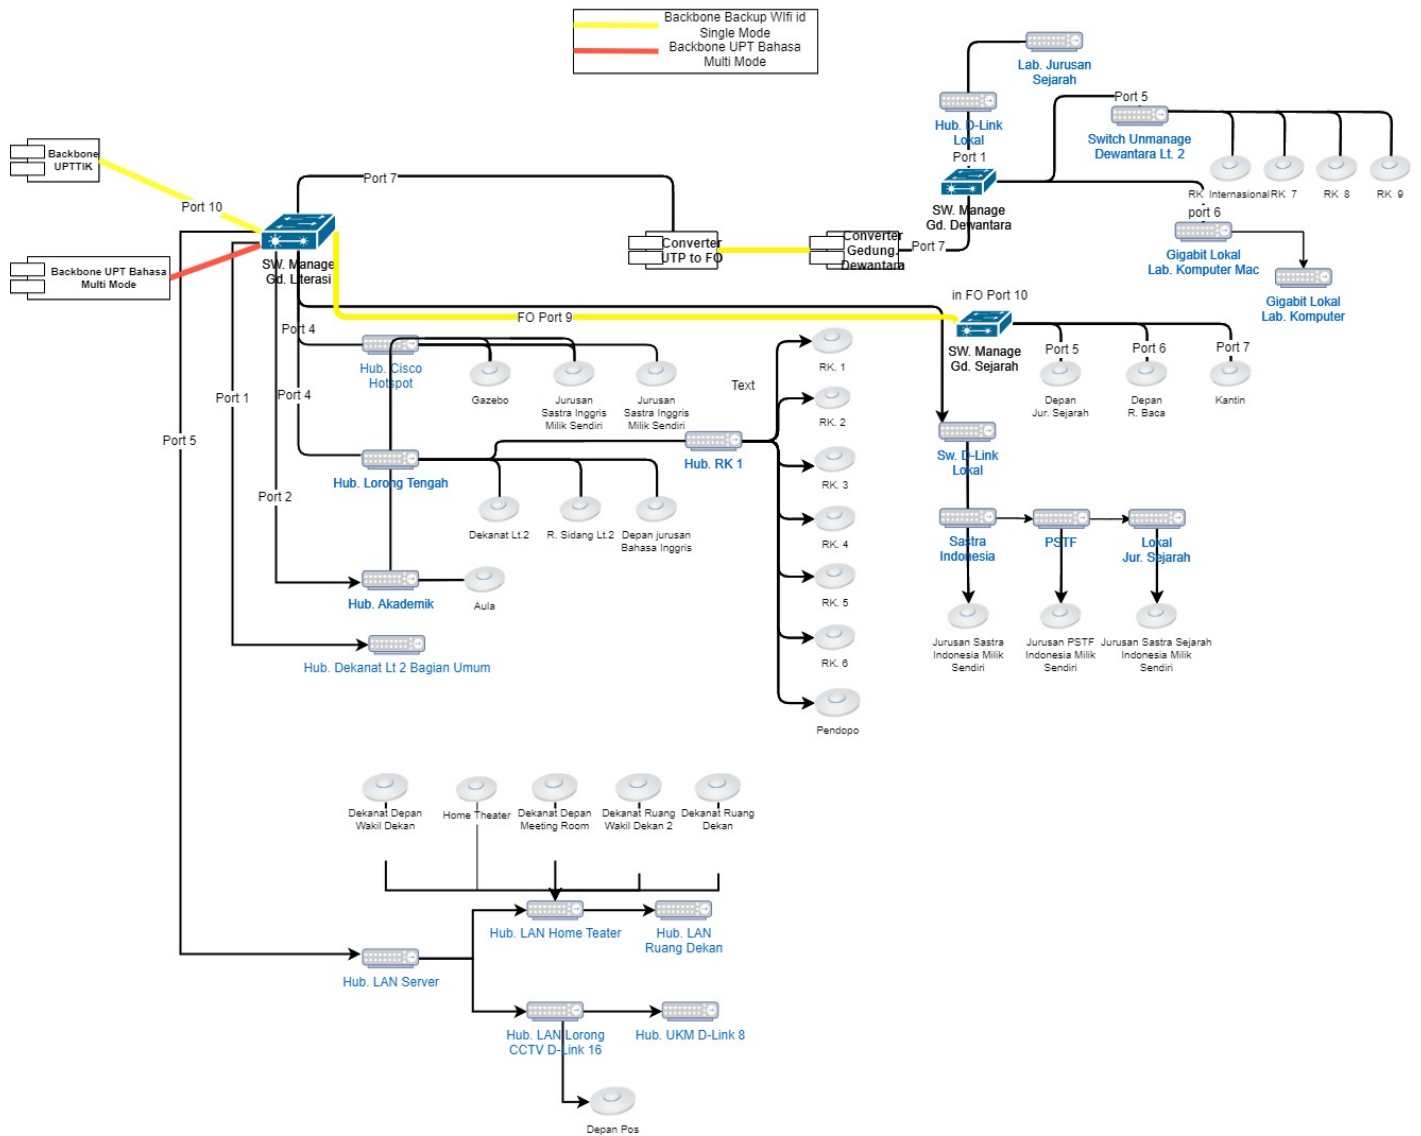 Backbone Backup WIfi id
Single Mode
Backbone UPT Bahasa
Multi Mode
Lab. Jurusan
Sejarah
Hub. D-Link
Lokal
Port 1
Port 5
Switch Unmanage
Dewantara Lt. 2
RK Internasional
RK 7
RK 8
RK 9
SW. Manage
Gd. Dewantara
port 6
Gigabit Lokal
Lab. Komputer Mac
Gigabit Lokal
Lab. Komputer
Backbone
UPTTIK
Port 10
Port 7
Backbone UPT Bahasa
Multi Mode
SW. Manage
Gd. Literasi
Converter
UTP to FO
Converter
Gedung.
Dewantara
Port 7
in FO Port 10
FO Port 9
SW. Manage
Gd. Sejarah
Port 5
Port 6
Port 7
Depan
Jur. Sejarah
Depan
R. Baca
Kantin
Port 4
Hub. Cisco
Hotspot
Gazebo
Jurusan
Sastra Inggris
Milik Sendiri
Jurusan
Sastra Inggris
Milik Sendiri
Text
RK. 1
RK. 2
RK. 3
RK. 4
RK. 5
RK. 6
Pendopo
Port 1
Port 4
Port 5
Port 2
Hub. Lorong Tengah
Hub. RK 1
Dekanat Lt.2
R. Sidang Lt.2
Depan jurusan
Bahasa Inggris
Hub. Akademik
Aula
Hub. Dekanat Lt 2 Bagian Umum
Sw. D-Link
Lokal
Sastra
Indonesia
PSTF
Lokal
Jur. Sejarah
Jurusan Sastra
Indonesia Milik
Sendiri
Jurusan PSTF
Indonesia Milik
Sendiri
Jurusan Sastra Sejarah
Indonesia Milik
Sendiri
Dekanat Depan
Wakil Dekan
Home Theater
Dekanat Depan
Meeting Room
Dekanat Ruang
Wakil Dekan 2
Dekanat Ruang
Dekan
Hub. LAN Home Teater
Hub. LAN
Ruang Dekan
Hub. LAN Server
Hub. LAN Lorong
CCTV D-Link 16
Hub. UKM D-Link 8
Depan Pos